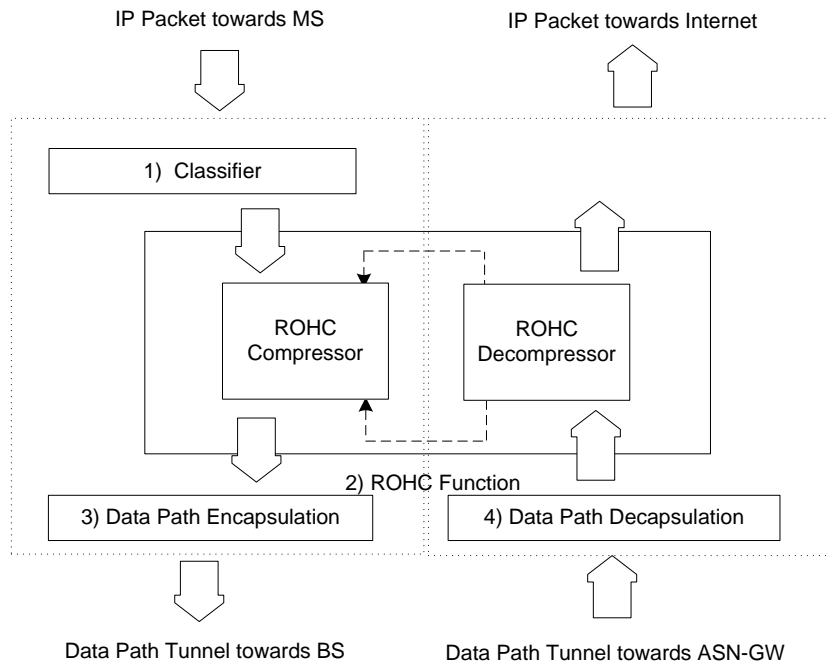 IP Packet towards MS
IP Packet towards Internet
1) Classifier
ROHC
Compressor
ROHC
Decompressor
2) ROHC Function
3) Data Path Encapsulation
4) Data Path Decapsulation
Data Path Tunnel towards BS
Data Path Tunnel towards ASN-GW